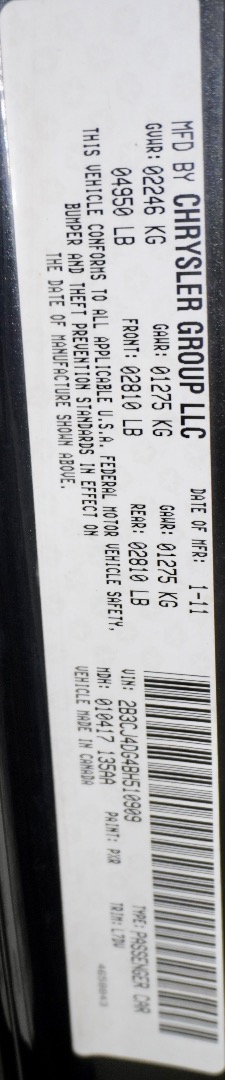 MFD BY CHRYSLER GROUP LLC DATE OF MFR: 1-11
GVWR: 02246 KG GAWR: 01275 KG GAWR: 01275 KG
04950 LB FRONT: 02810 LB REAR: 02810 LB
THIS VEHICLE CONFORMS TO ALL APPLICABLE U.S.A. FEDERAL MOTOR VEHICLE SAFETY,
BUMPER AND THEFT PREVENTION STANDARDS IN EFFECT ON
THE DATE OF MANUFACTURE SHOWN ABOVE.
VIN: 2B3CJ4DG4BH510909 TYPE: PASSENGER CAR
MDH: 010417 135AA PAINT: PXR TRIM: L7DV
VEHICLE MADE IN CANADA